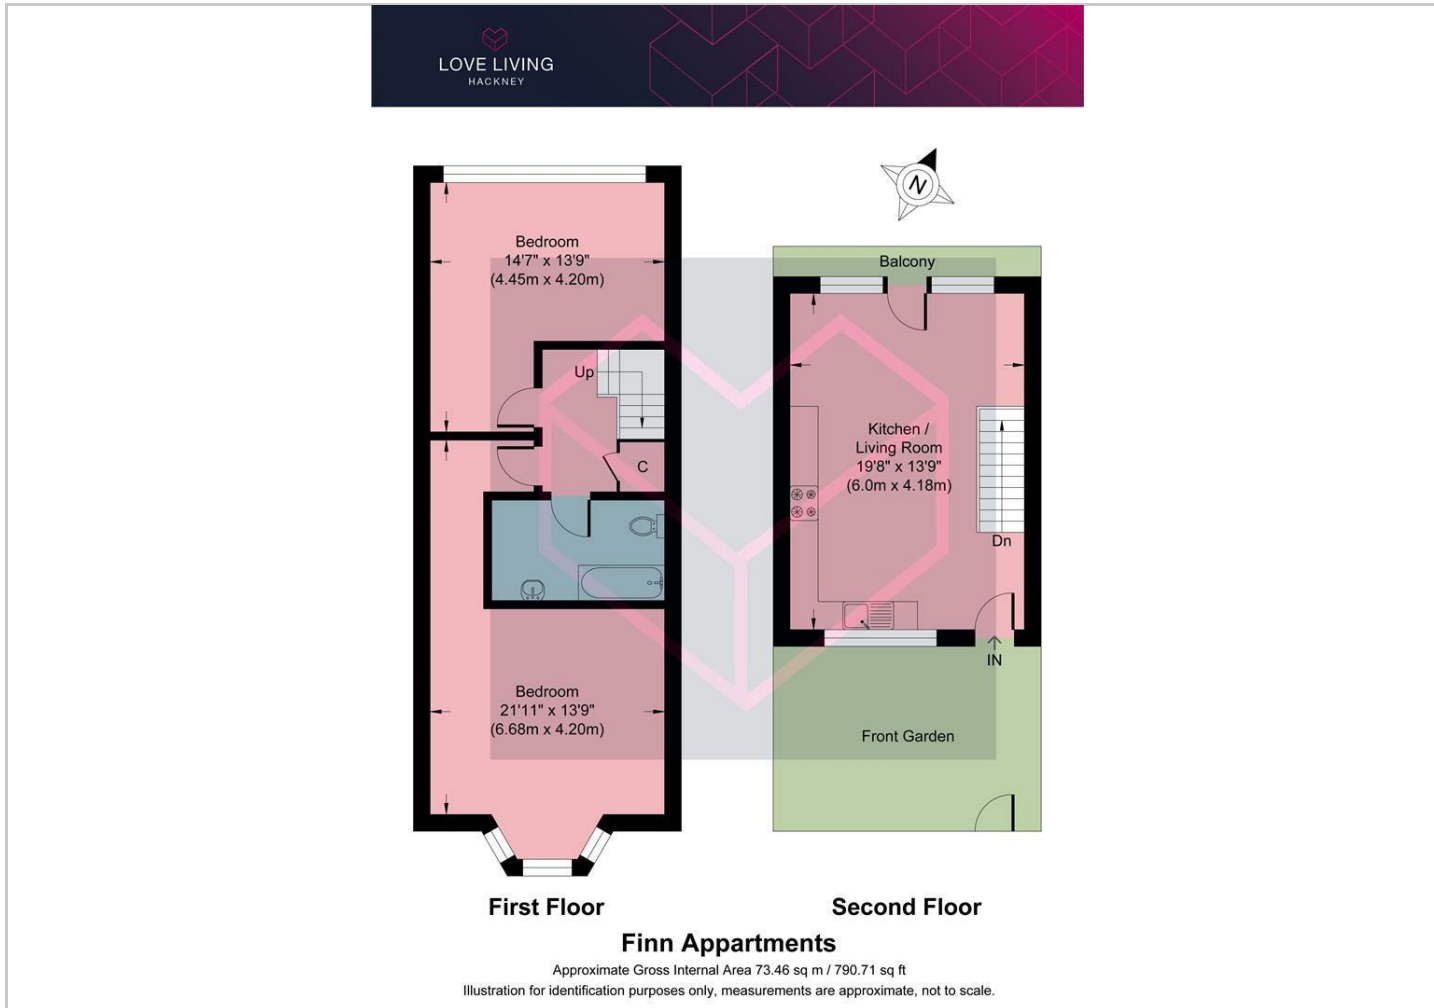 LOVE LIVING
HACKNEY
N
Bedroom
14'7" x 13'9"
(4.45m x 4.20m)
Up
C
Bedroom
21'11" x 13'9"
(6.68m x 4.20m)
Balcony
Kitchen /
Living Room
19'8" x 13'9"
(6.0m x 4.18m)
Dn
IN
Front Garden
First Floor
Second Floor
Finn Appartments
Approximate Gross Internal Area 73.46 sq m / 790.71 sq ft
Illustration for identification purposes only, measurements are approximate, not to scale.